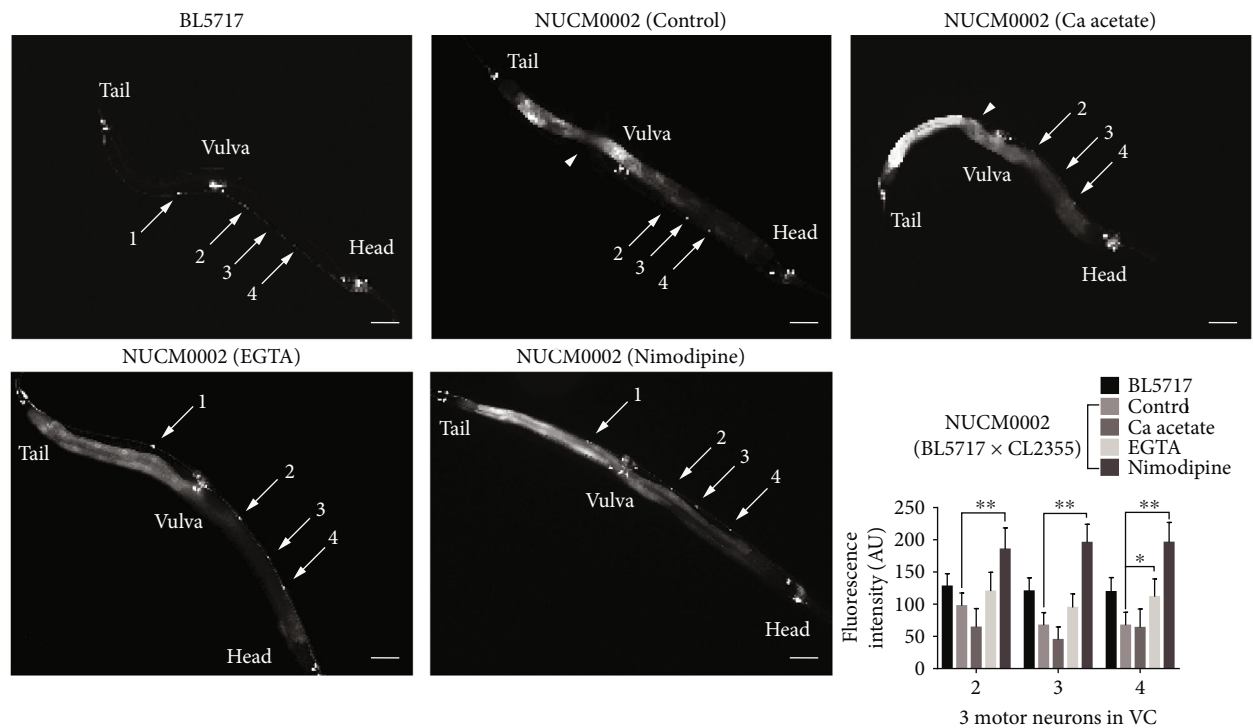 BL5717
NUCM0002 (Control)
NUCM0002 (Ca acetate)
Tail
Vulva
1
2
3
4
Head
Tail
Vulva
2
3
4
Head
2
3
4
Vulva
Tail
Head
NUCM0002 (EGTA)
NUCM0002 (Nimodipine)
1
Tail
2
Vulva
3
4
Head
1
Tail
2
3
4
Vulva
Head
BL5717
NUCM0002
(BL5717 × CL2355)
Control
Ca acetate
EGTA
Nimodipine
Fluorescence
intensity (AU)
250
200
150
100
50
0
**
**
**
*
2
3
4
3 motor neurons in VC